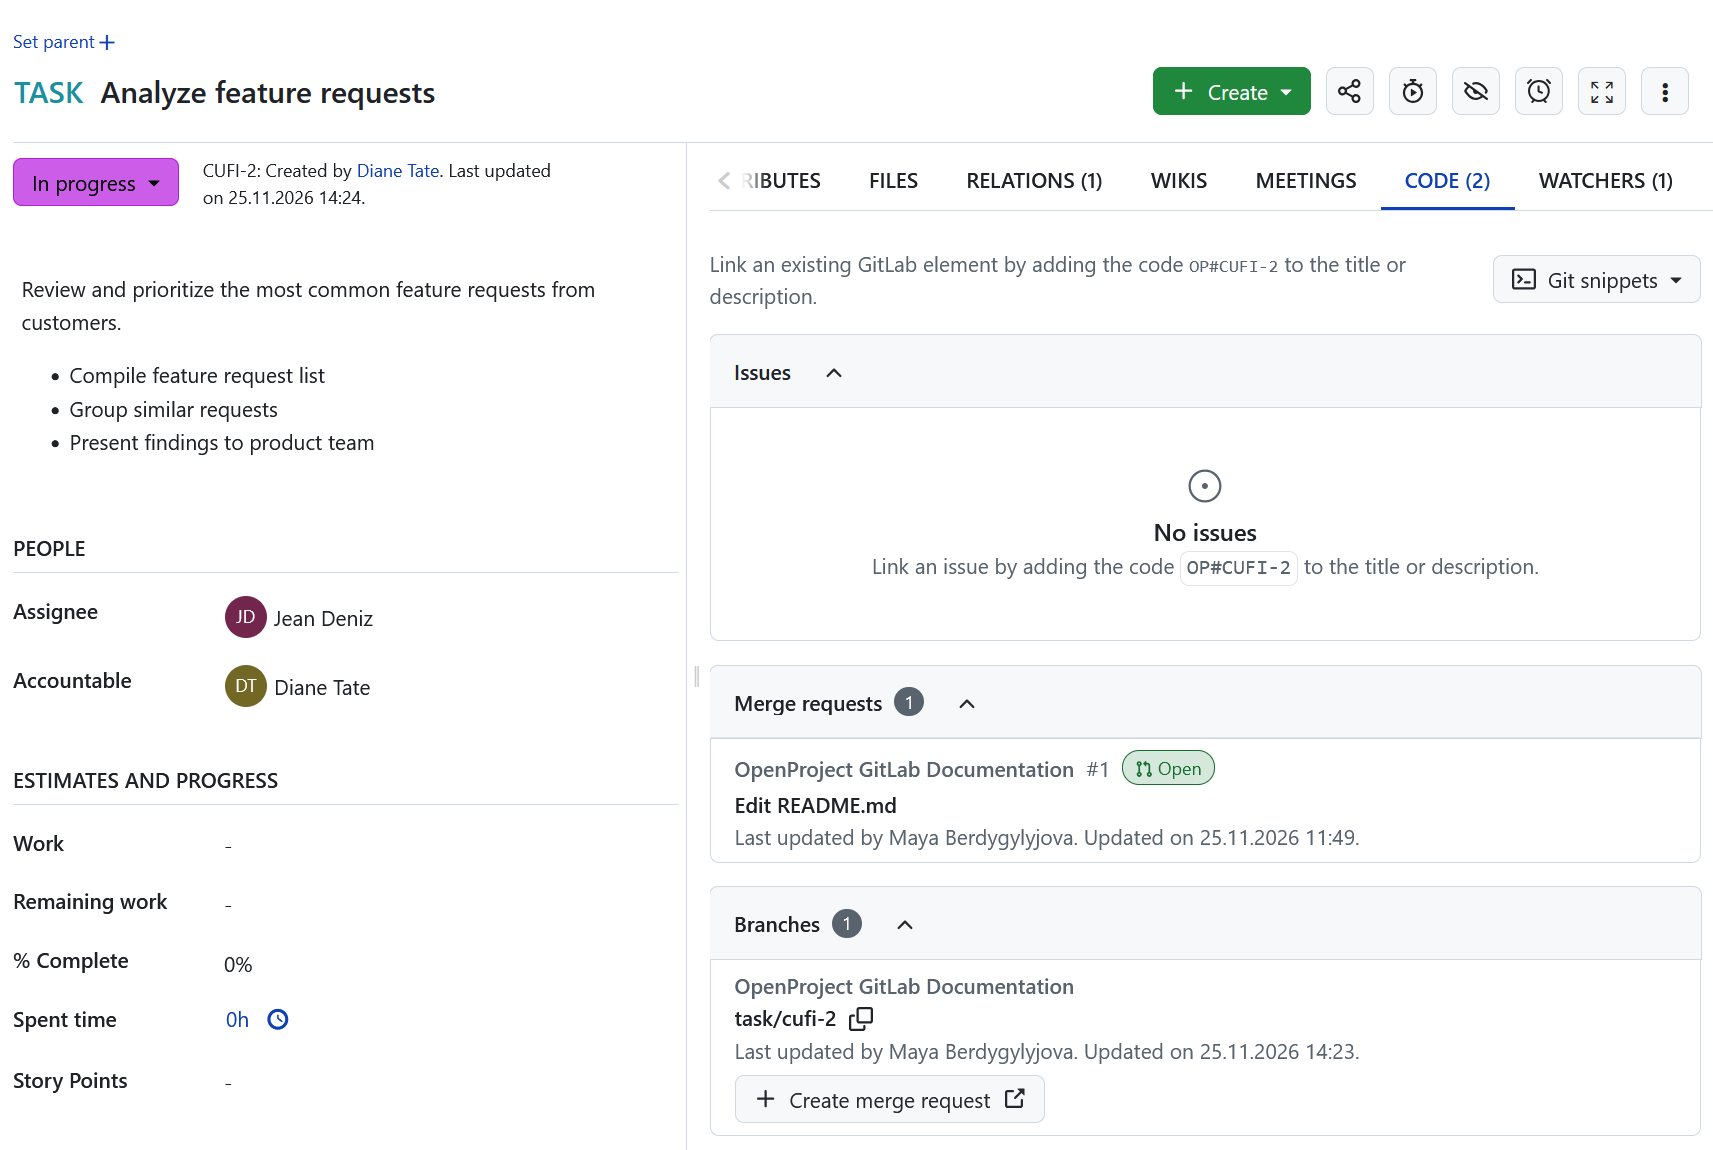 Set parent
TASK Analyze feature requests
Create
In progress
CUFI-2: Created by Diane Tate. Last updated
on 25.11.2026 14:24.
Review and prioritize the most common feature requests from
customers.
Compile feature request list
Group similar requests
Present findings to product team
PEOPLE
Assignee JD Jean Deniz
Accountable DT Diane Tate
ESTIMATES AND PROGRESS
Work -
Remaining work -
% Complete 0%
Spent time 0h
Story Points -
RIBUTES FILES RELATIONS (1) WIKIS MEETINGS CODE (2) WATCHERS (1)
Link an existing GitLab element by adding the code OP#CUFI-2 to the title or
description.
Git snippets
Issues
No issues
Link an issue by adding the code OP#CUFI-2 to the title or description.
Merge requests 1
OpenProject GitLab Documentation #1 Open
Edit README.md
Last updated by Maya Berdygylyjova. Updated on 25.11.2026 11:49.
Branches 1
OpenProject GitLab Documentation
task/cufi-2
Last updated by Maya Berdygylyjova. Updated on 25.11.2026 14:23.
Create merge request